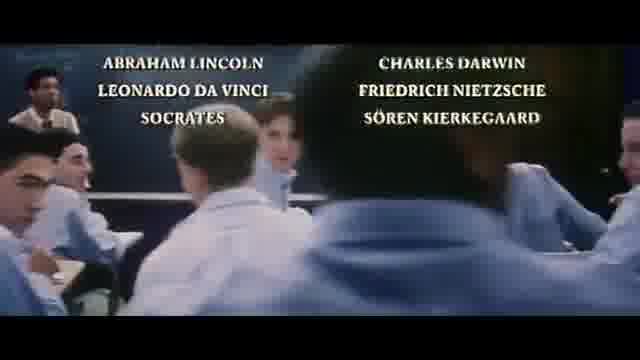 ABRAHAM LINCOLN
LEONARDO DA VINCI
SOCRATES
CHARLES DARWIN
FRIEDRICH NIETZSCHE
SÖREN KIERKEGAARD